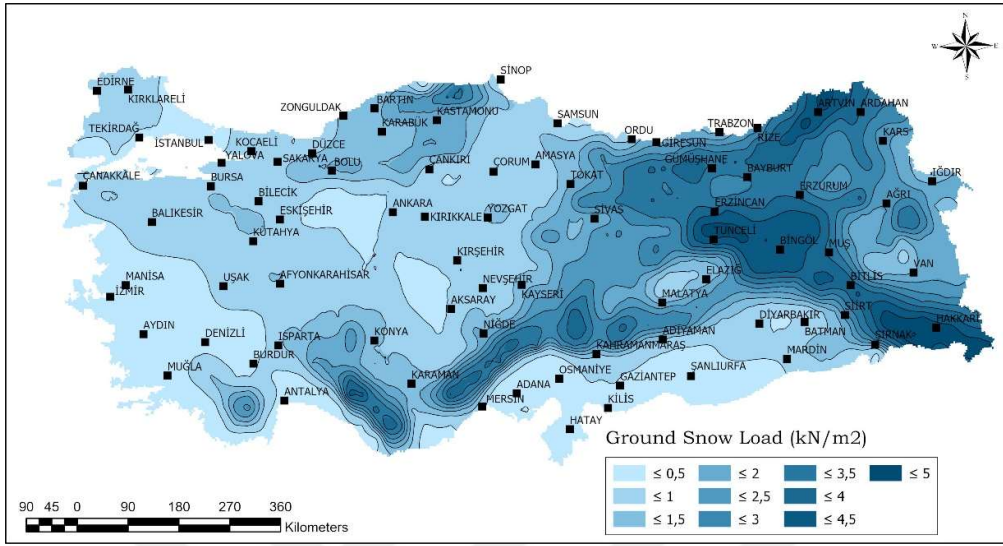 N
W E
S
SİNOP
EDİRNE
KIRKLARELİ
ZONGULDAK
BARTIN
KASTAMONU
KARABÜK
SAMSUN
TEKİRDAĞ
İSTANBUL
KOCAELİ
DÜZCE
ORDU
GİRESUN
TRABZON
RİZE
ARTVİN
ARDAHAN
KARS
YALOVA
SAKARYA
BOLU
ÇANKIRI
ÇORUM
AMASYA
TOKAT
GÜMÜŞHANE
BAYBURT
IĞDIR
ÇANAKKALE
BURSA
BİLECİK
ESKİŞEHİR
ANKARA
KIRIKKALE
YOZGAT
SİVAS
ERZİNCAN
ERZURUM
AĞRI
BALIKESİR
KÜTAHYA
KIRŞEHİR
TUNCELİ
BİNGÖL
MUŞ
MANİSA
İZMİR
UŞAK
AFYONKARAHİSAR
NEVŞEHİR
KAYSERİ
AKSARAY
MALATYA
ELAZIĞ
BİTLİS
VAN
AYDIN
DENİZLİ
ISPARTA
BURDUR
KONYA
NİĞDE
KAHRAMANMARAŞ
ADIYAMAN
DİYARBAKIR
BATMAN
SİİRT
ŞIRNAK
HAKKARİ
MUĞLA
ANTALYA
KARAMAN
MERSİN
ADANA
OSMANİYE
GAZİANTEP
ŞANLIURFA
MARDİN
KİLİS
HATAY
Ground Snow Load (kN/m2)
≤ 0,5 ≤ 2 ≤ 3,5 ≤ 5
≤ 1 ≤ 2,5 ≤ 4
≤ 1,5 ≤ 3 ≤ 4,5
90 45 0 90 180 270 360
Kilometers